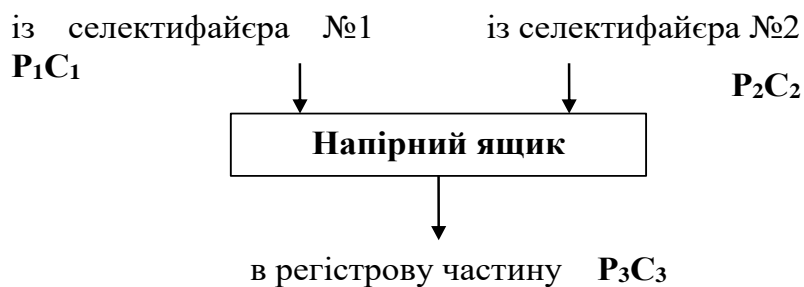 із селектифайєра №1 із селектифайєра №2
P₁C₁
P₂C₂
Напірний ящик
в регістрову частину P₃C₃